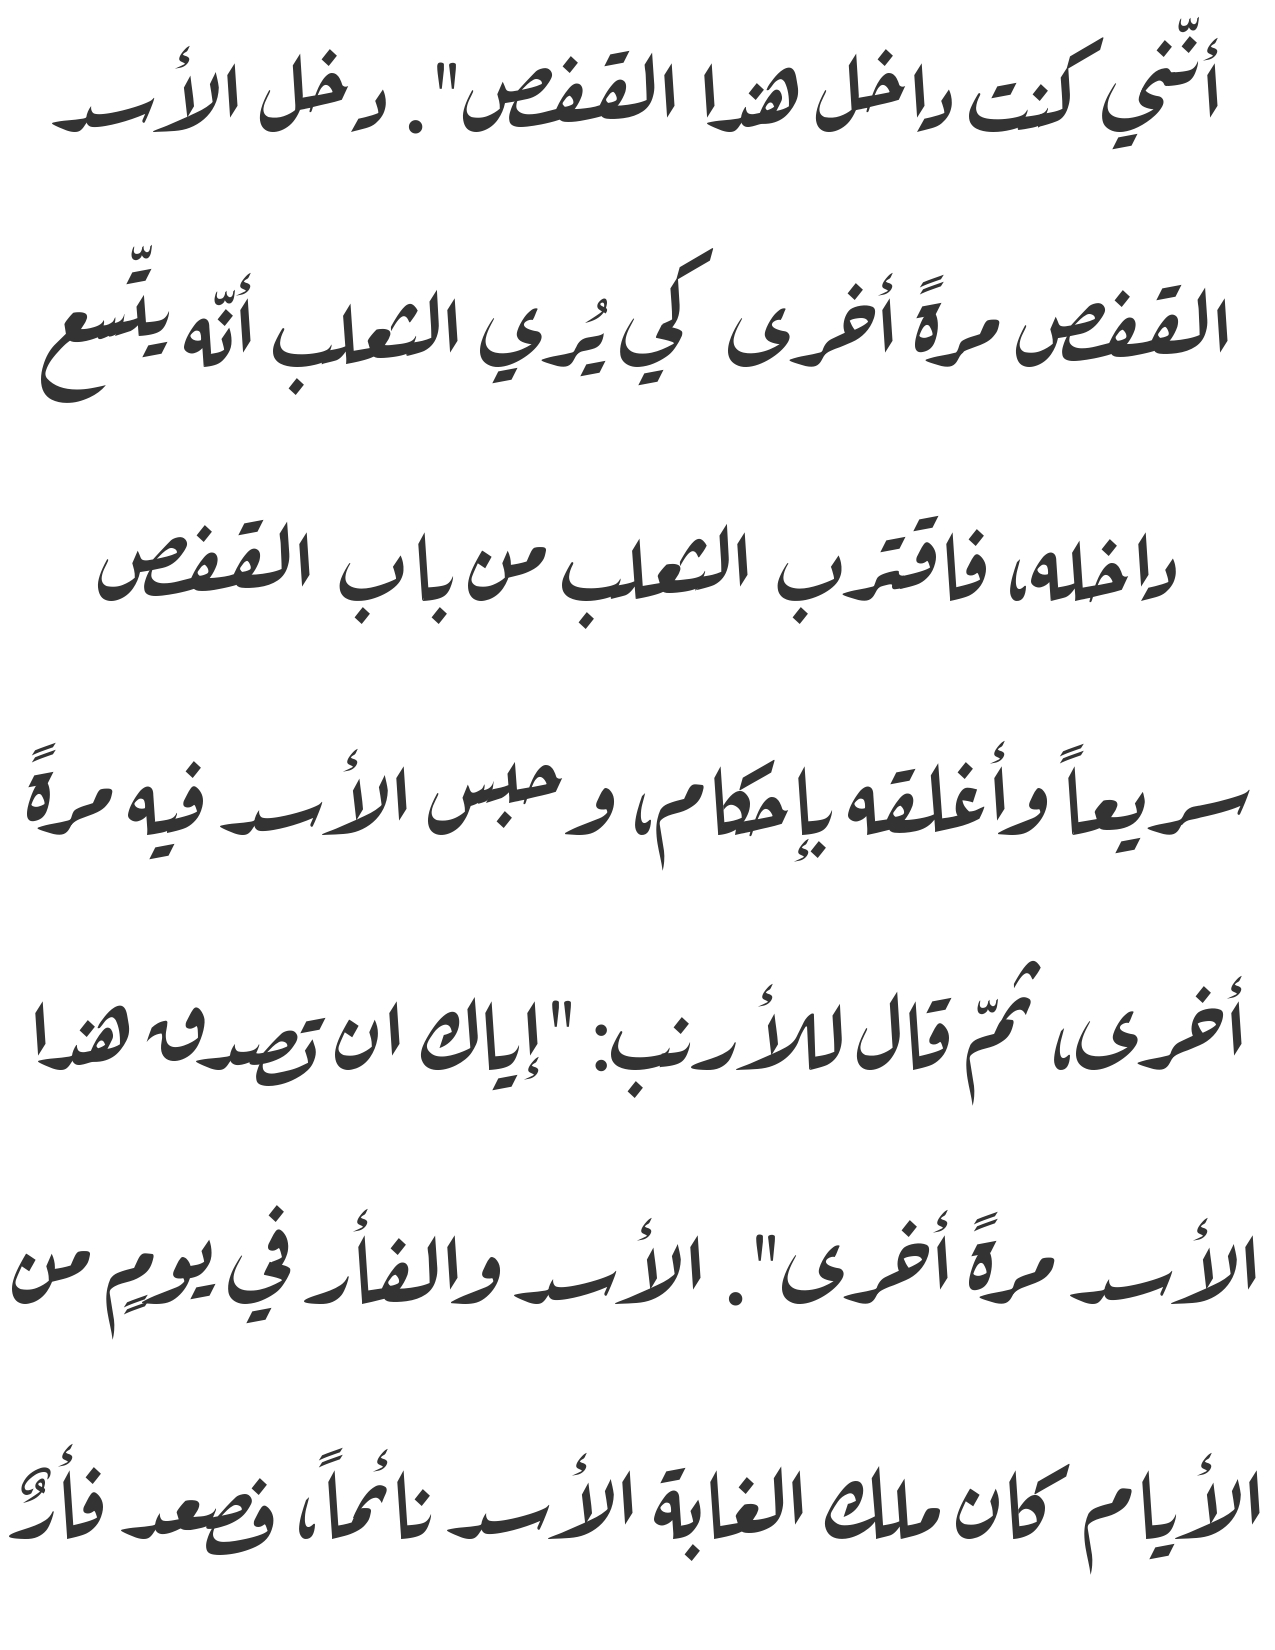 أنّني كنت داخل هذا القفص". دخل الأسد
القفص مرةً أخرى كي يُري الثعلب أنّه يتّسع
داخله، فاقترب الثعلب من باب القفص
سريعاً وأغلقه بإحكام، و حبس الأسد فيه مرةً
أخرى، ثمّ قال للأرنب: "إياك ان تصدق هذا
الأسد مرةً أخرى". الأسد والفأر في يومٍ من
الأيام كان ملك الغابة الأسد نائماً، فصعد فأرٌ